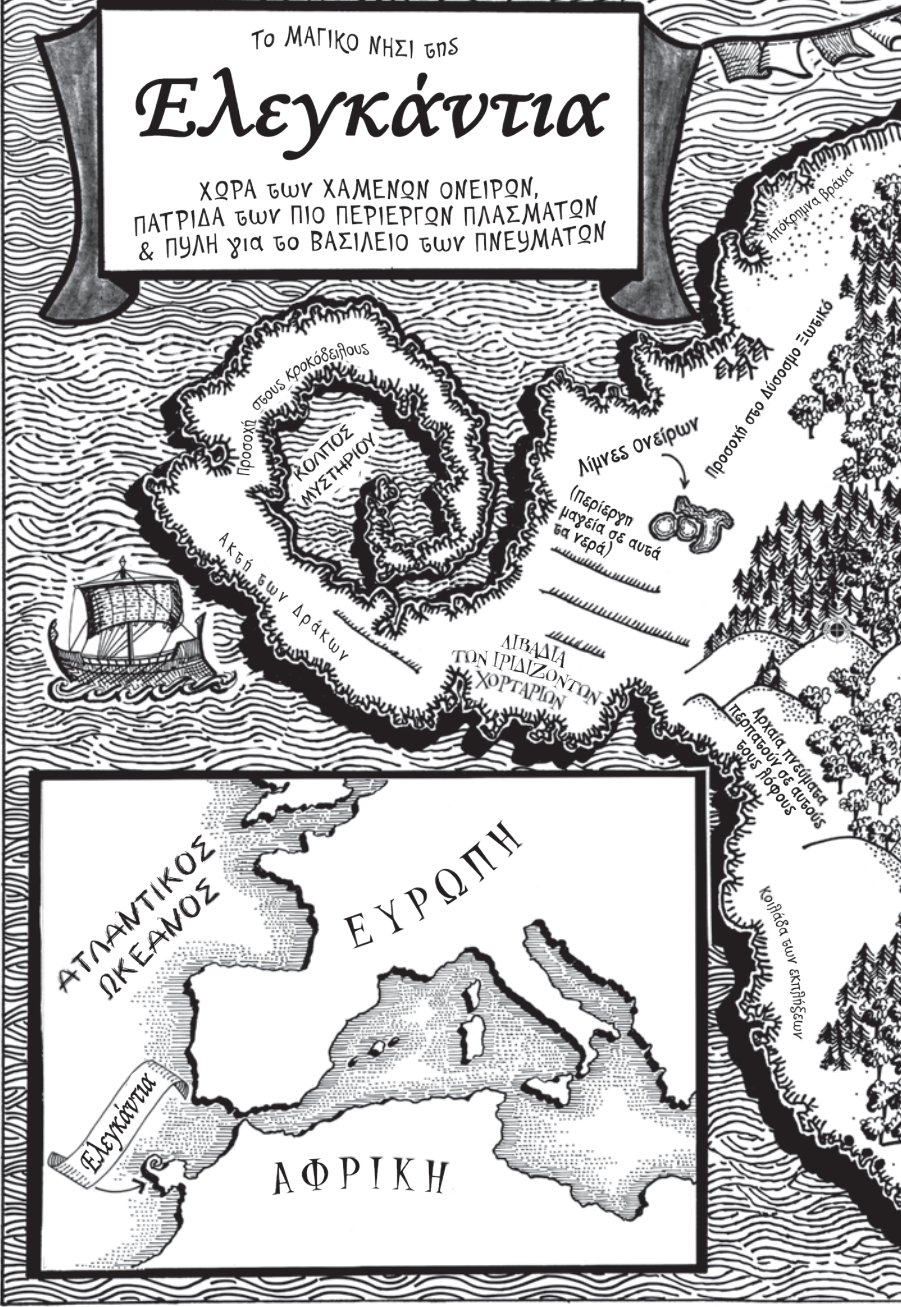 Το ΜΑΓΙΚΟ ΝΗΣΙ της
Ελεγκάντια
ΧΩΡΑ των ΧΑΜΕΝΩΝ ΟΝΕΙΡΩΝ,
ΠΑΤΡΙΔΑ των ΠΙΟ ΠΕΡΙΕΡΓΩΝ ΠΛΑΣΜΑΤΩΝ
& ΠΥΛΗ για το ΒΑΣΙΛΕΙΟ των ΠΝΕΥΜΑΤΩΝ
Απόκρημνα βράχια
Προσοχή στους κροκόδειλους
ΚΟΛΠΟΣ
ΜΥΣΤΗΡΙΟΥ
Προσοχή στο Δύσοσμο Ξωτικό
Λίμνες Ονείρων
(Περίεργη
μαγεία σε αυτά
τα νερά)
Ακτή των Δράκων
ΛΙΒΑΔΙΑ
ΤΩΝ ΙΡΙΔΙΖΟΝΤΩΝ
ΧΟΡΤΑΡΙΩΝ
Αρχαία πνεύματα
περπατούν σε αυτούς
τους λόφους
Κοιλάδα των εκπλήξεων
ΑΤΛΑΝΤΙΚΟΣ
ΩΚΕΑΝΟΣ
ΕΥΡΩΠΗ
Ελεγκάντια
ΑΦΡΙΚΗ